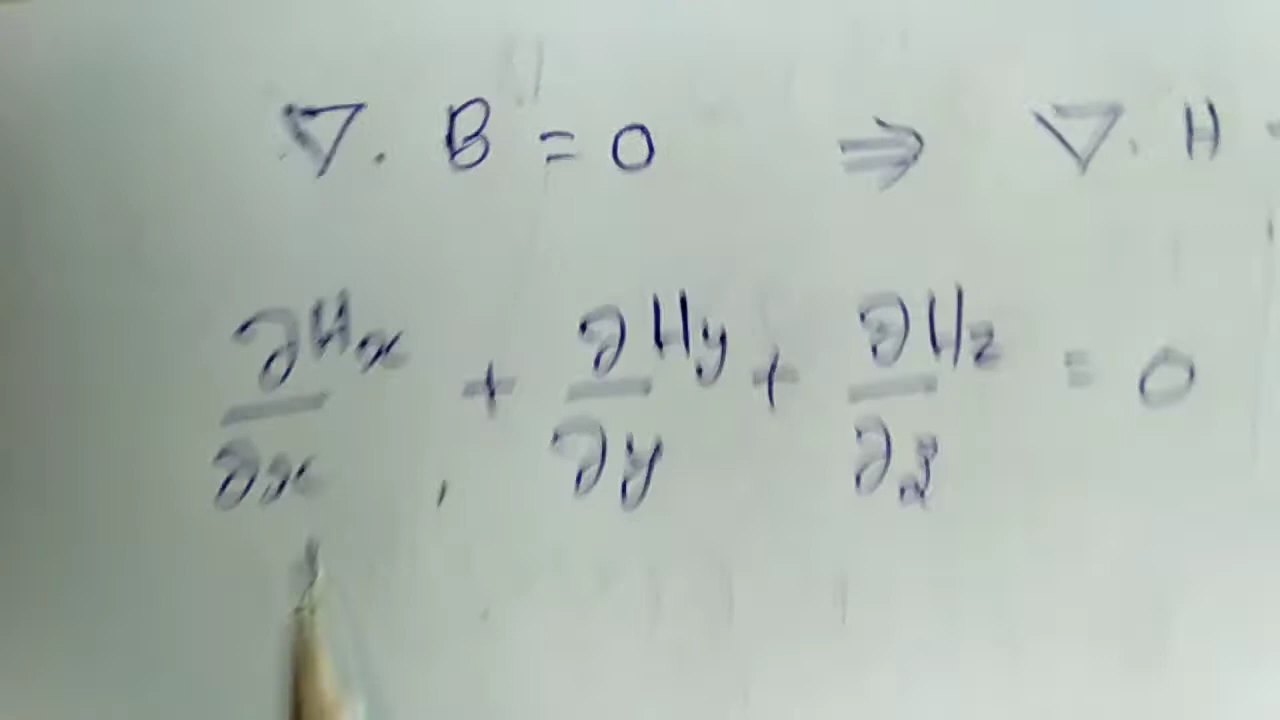 ∇. B = 0 ⇒ ∇. H
∂Hx/∂x + ∂Hy/∂y + ∂Hz/∂z = 0